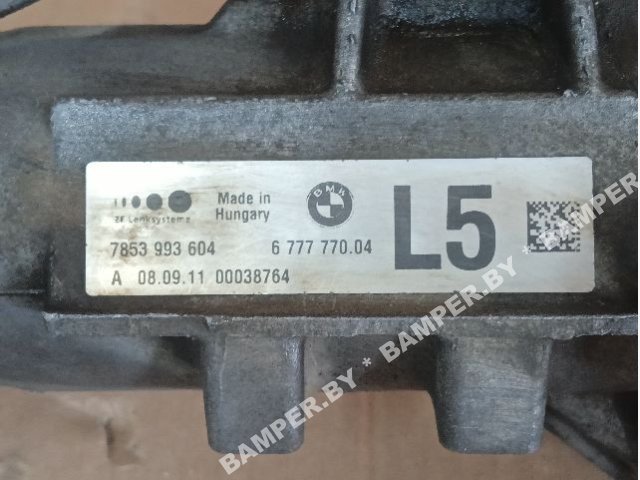 ZF Lenksysteme
Made in
Hungary
BMW
L5
7853 993 604
6 777 770.04
A 08.09.11 00038764
BAMPER.BY * BAMPER.BY * BAMPER.BY